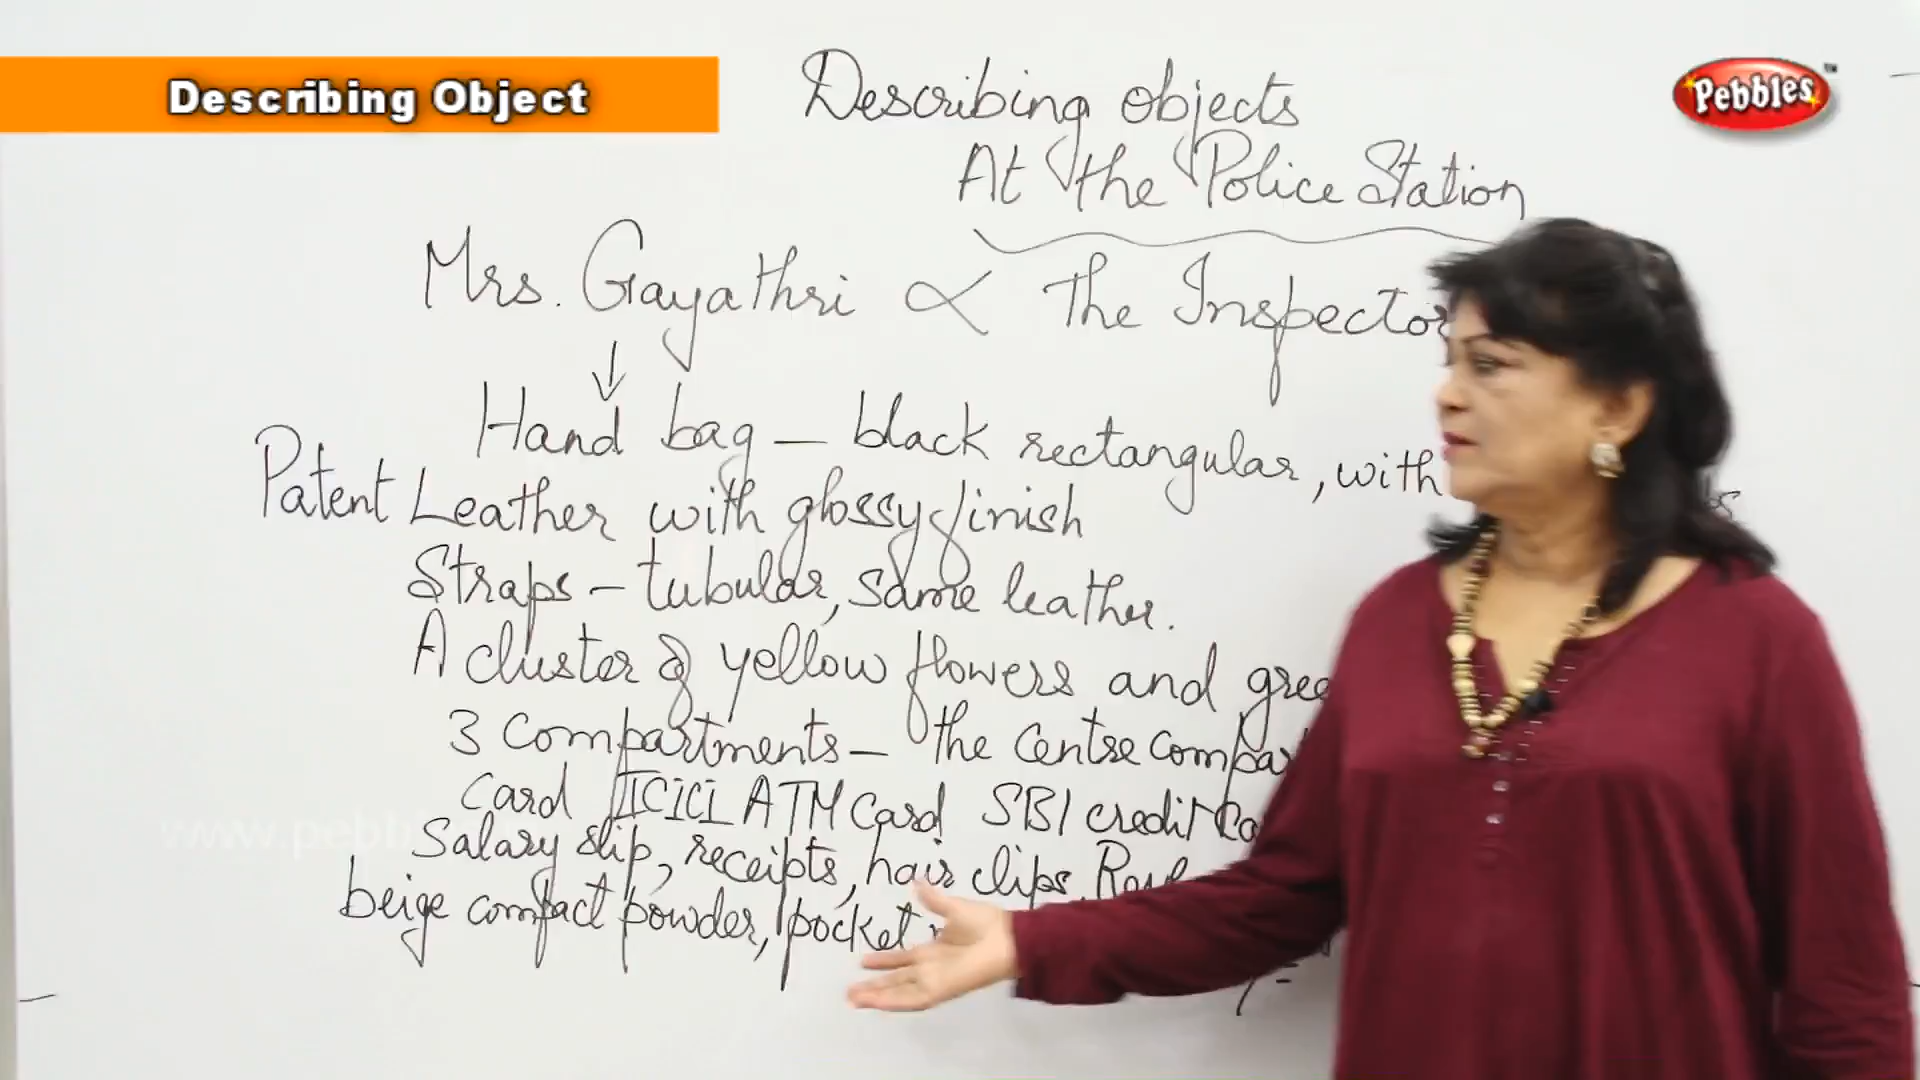 Describing Object
Pebbles
Describing objects
At the Police Station
Mrs. Gayathri & The Inspector
Hand bag – black rectangular, with
Patent Leather with glossy finish
Straps – tubular, same leather.
A cluster of yellow flowers and
3 compartments – the centre
card ICICI ATM card SBI credit
Salary slip, receipts, hair clips,
beige compact powder, pocket